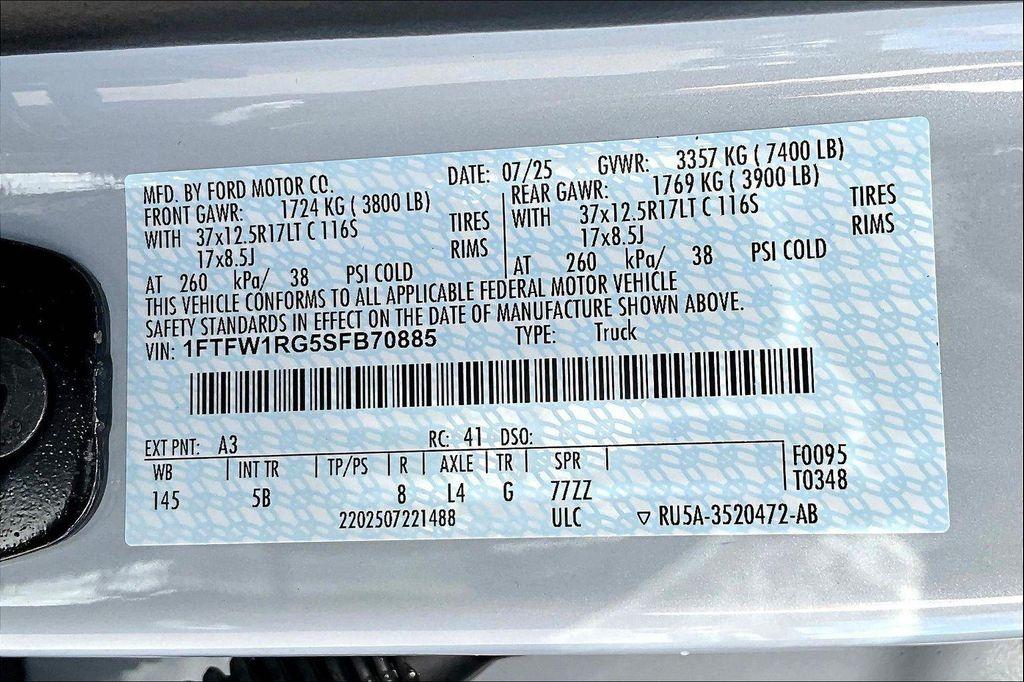 MFD. BY FORD MOTOR CO. DATE: 07/25 GVWR: 3357 KG ( 7400 LB)
FRONT GAWR: 1724 KG ( 3800 LB) REAR GAWR: 1769 KG ( 3900 LB)
WITH 37x12.5R17LT C 116S TIRES WITH 37x12.5R17LT C 116S TIRES
17x8.5J RIMS 17x8.5J RIMS
AT 260 kPa/ 38 PSI COLD AT 260 kPa/ 38 PSI COLD
THIS VEHICLE CONFORMS TO ALL APPLICABLE FEDERAL MOTOR VEHICLE
SAFETY STANDARDS IN EFFECT ON THE DATE OF MANUFACTURE SHOWN ABOVE.
VIN: 1FTFW1RG5SFB70885 TYPE: Truck
EXT PNT: A3 RC: 41 DSO:
WB INT TR TP/PS R AXLE TR SPR F0095
145 5B 8 L4 G 77ZZ T0348
2202507221488 ULC ▽ RU5A-3520472-AB